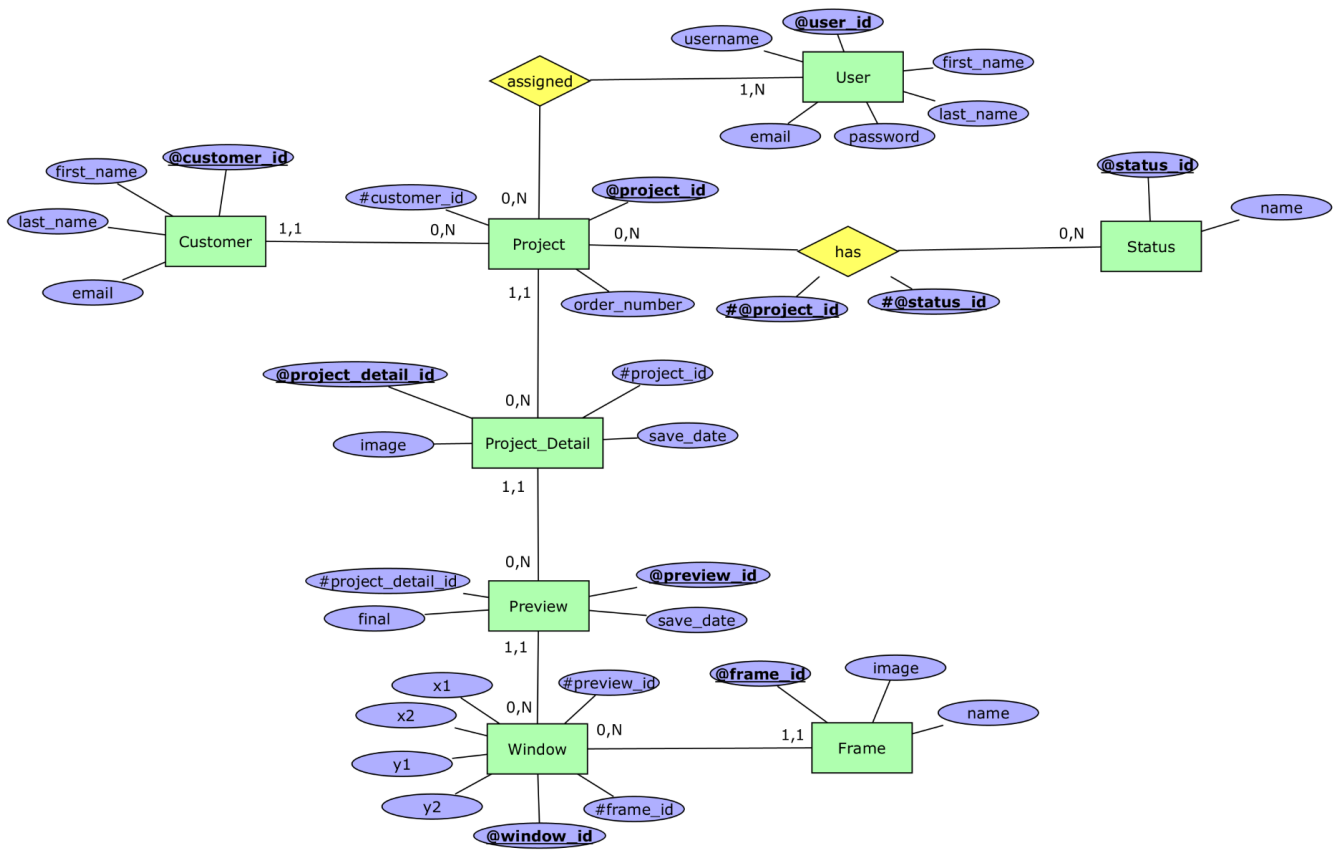 @user_id
username
first_name
assigned
User
1,N
last_name
email
password
@customer_id
first_name
@status_id
#customer_id
@project_id
0,N
last_name
name
1,1
0,N
0,N
0,N
Customer
Project
has
Status
email
1,1
order_number
#@project_id
#@status_id
@project_detail_id
#project_id
0,N
image
Project_Detail
save_date
1,1
0,N
#project_detail_id
@preview_id
final
Preview
save_date
1,1
x1
#preview_id
@frame_id
image
x2
0,N
name
0,N
1,1
Window
Frame
y1
y2
#frame_id
@window_id